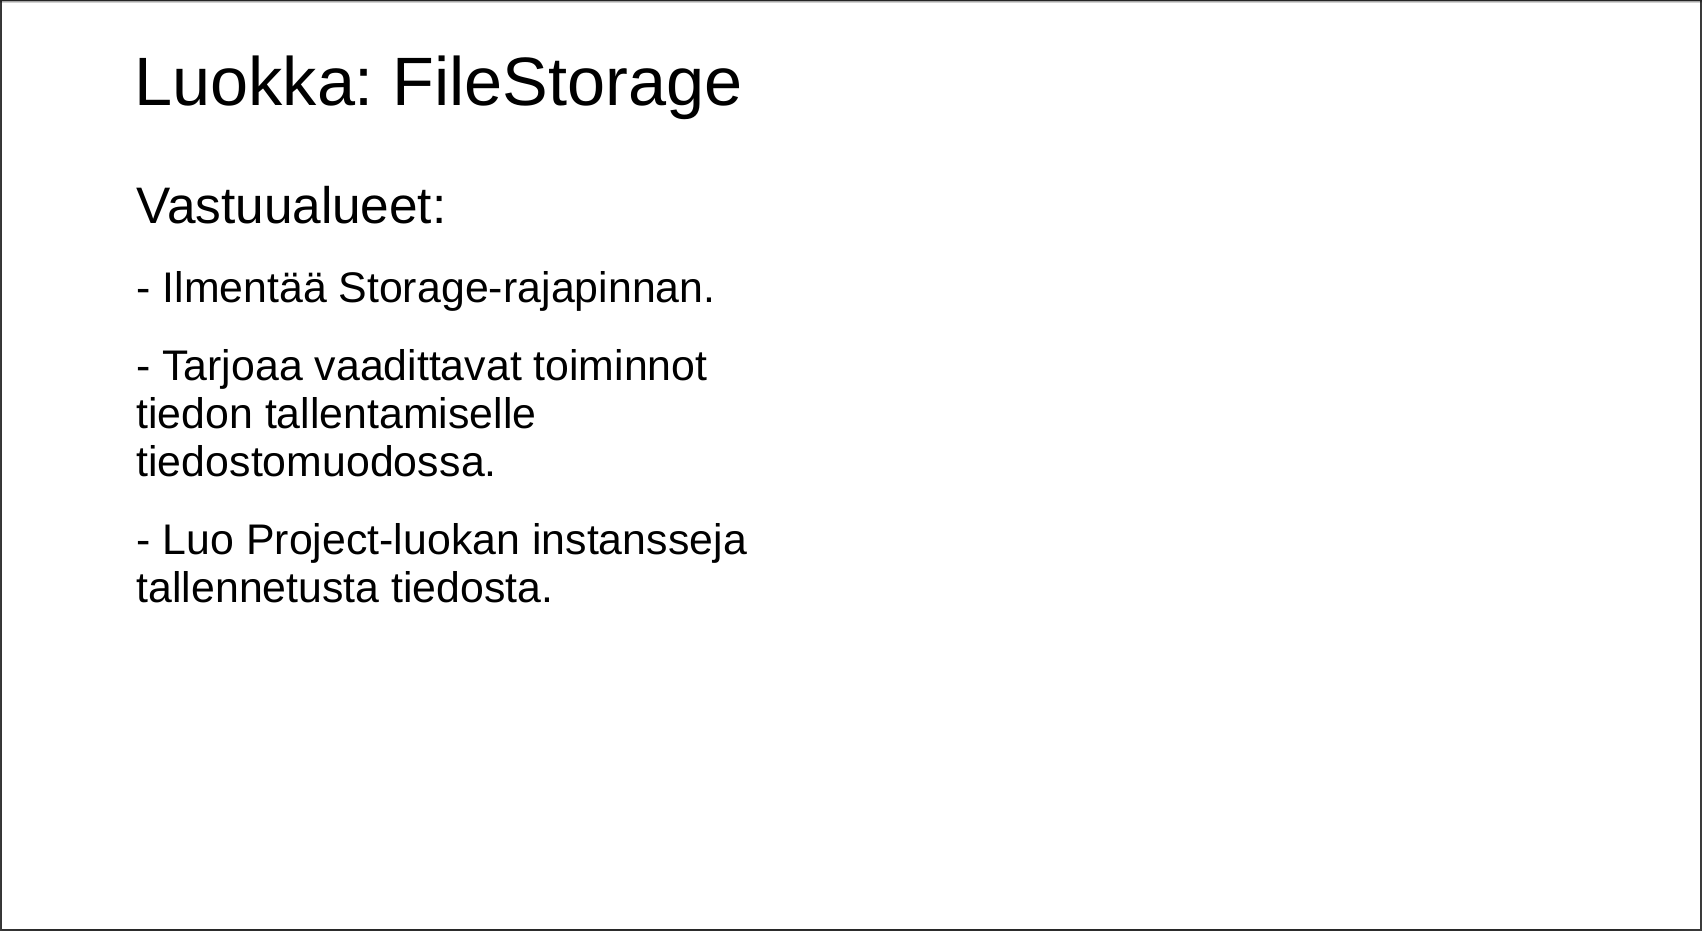 Luokka: FileStorage
Vastuualueet:
- Ilmentää Storage-rajapinnan.
- Tarjoaa vaadittavat toiminnot
tiedon tallentamiselle
tiedostomuodossa.
- Luo Project-luokan instansseja
tallennetusta tiedosta.